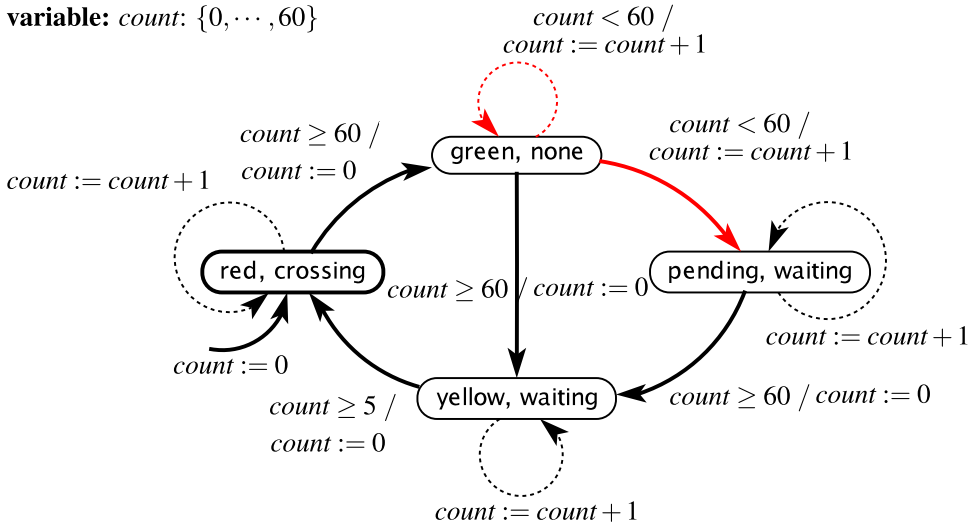 variable: count: {0, ··· , 60}
count < 60 /
count := count + 1
count ≥ 60 /
count := 0
count < 60 /
count := count + 1
green, none
count := count + 1
red, crossing
pending, waiting
count ≥ 60 / count := 0
count := count + 1
count := 0
yellow, waiting
count ≥ 60 / count := 0
count ≥ 5 /
count := 0
count := count + 1